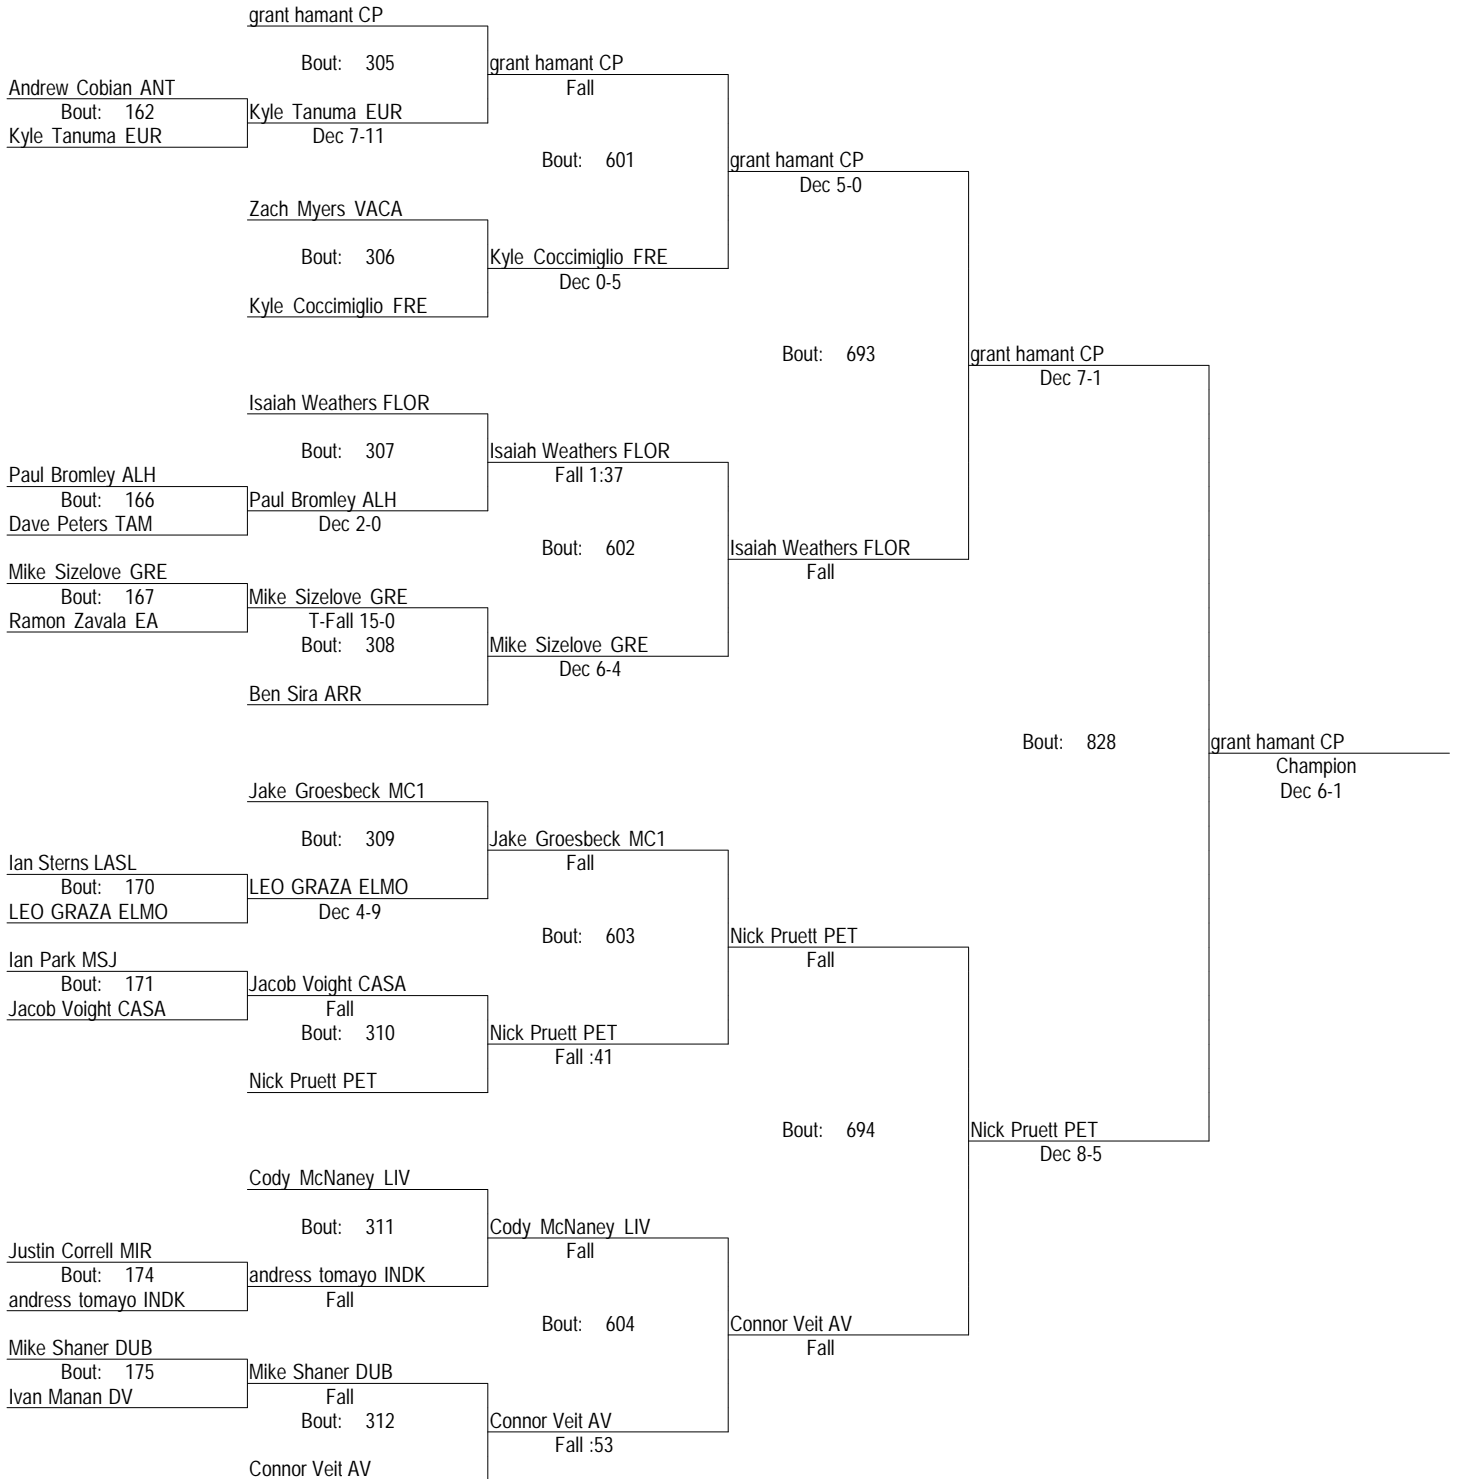 grant hamant CP
Bout: 305
grant hamant CP
Andrew Cobian ANT
Fall
Bout: 162
Kyle Tanuma EUR
Kyle Tanuma EUR
Dec 7-11
Bout: 601
grant hamant CP
Dec 5-0
Zach Myers VACA
Bout: 306
Kyle Coccimiglio FRE
Dec 0-5
Kyle Coccimiglio FRE
Bout: 693
grant hamant CP
Dec 7-1
Isaiah Weathers FLOR
Bout: 307
Isaiah Weathers FLOR
Paul Bromley ALH
Fall 1:37
Bout: 166
Paul Bromley ALH
Dave Peters TAM
Dec 2-0
Bout: 602
Isaiah Weathers FLOR
Mike Sizelove GRE
Fall
Bout: 167
Mike Sizelove GRE
Ramon Zavala EA
T-Fall 15-0
Bout: 308
Mike Sizelove GRE
Dec 6-4
Ben Sira ARR
Bout: 828
grant hamant CP
Champion
Dec 6-1
Jake Groesbeck MC1
Bout: 309
Jake Groesbeck MC1
Ian Sterns LASL
Fall
Bout: 170
LEO GRAZA ELMO
LEO GRAZA ELMO
Dec 4-9
Bout: 603
Nick Pruett PET
Ian Park MSJ
Fall
Bout: 171
Jacob Voight CASA
Jacob Voight CASA
Fall
Bout: 310
Nick Pruett PET
Fall :41
Nick Pruett PET
Bout: 694
Nick Pruett PET
Dec 8-5
Cody McNaney LIV
Bout: 311
Cody McNaney LIV
Justin Correll MIR
Fall
Bout: 174
andress tomayo INDK
andress tomayo INDK
Fall
Bout: 604
Connor Veit AV
Mike Shaner DUB
Fall
Bout: 175
Mike Shaner DUB
Ivan Manan DV
Fall
Bout: 312
Connor Veit AV
Fall :53
Connor Veit AV